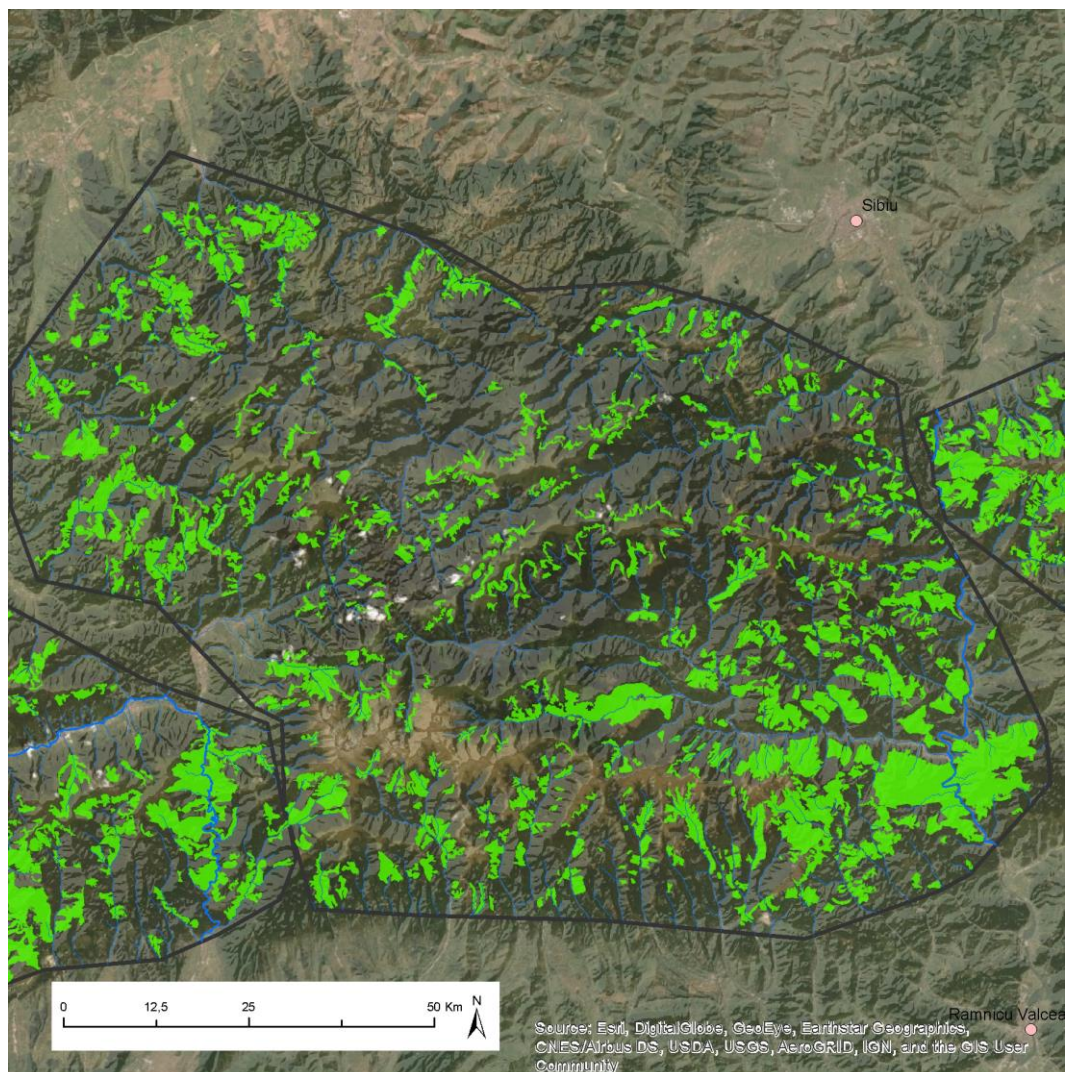 Sibiu
0 12,5 25 50 Km
N
Ramnicu Valcea
Source: Esri, DigitalGlobe, GeoEye, Earthstar Geographics,
CNES/Airbus DS, USDA, USGS, AeroGRID, IGN, and the GIS User
Community